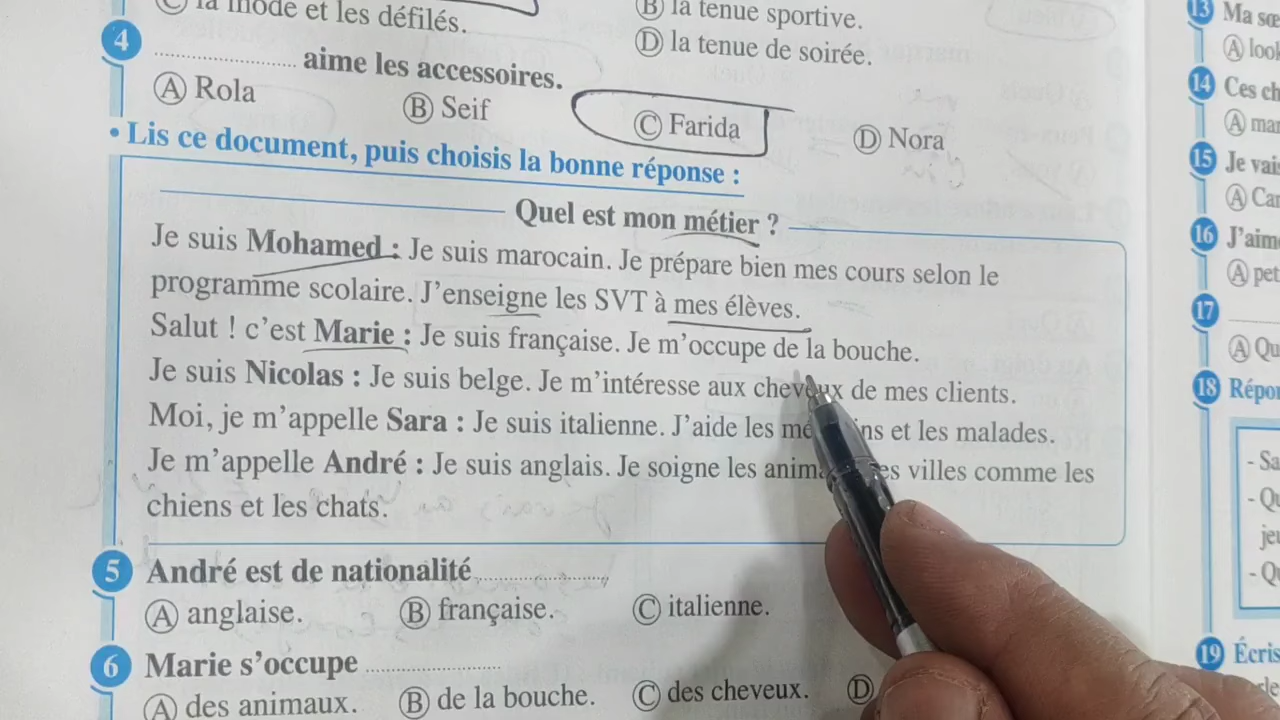 Ⓒ la mode et les défilés.
Ⓑ la tenue sportive.
Ⓓ la tenue de soirée.
4 .................... aime les accessoires.
Ⓐ Rola
Ⓑ Seif
Ⓒ Farida
Ⓓ Nora
• Lis ce document, puis choisis la bonne réponse :
Quel est mon métier ?
Je suis Mohamed : Je suis marocain. Je prépare bien mes cours selon le
programme scolaire. J'enseigne les SVT à mes élèves.
Salut ! c'est Marie : Je suis française. Je m'occupe de la bouche.
Je suis Nicolas : Je suis belge. Je m'intéresse aux cheveux de mes clients.
Moi, je m'appelle Sara : Je suis italienne. J'aide les et les malades.
Je m'appelle André : Je suis anglais. Je soigne les villes comme les
chiens et les chats.
5 André est de nationalité ....................
Ⓐ anglaise.
Ⓑ française.
Ⓒ italienne.
6 Marie s'occupe ....................
Ⓐ des animaux.
Ⓑ de la bouche.
Ⓒ des cheveux.
Ⓓ
13 Ma
Ⓐ
14 Ces
Ⓐ
15 Je
Ⓐ
16
Ⓐ
17
Ⓐ
18
19